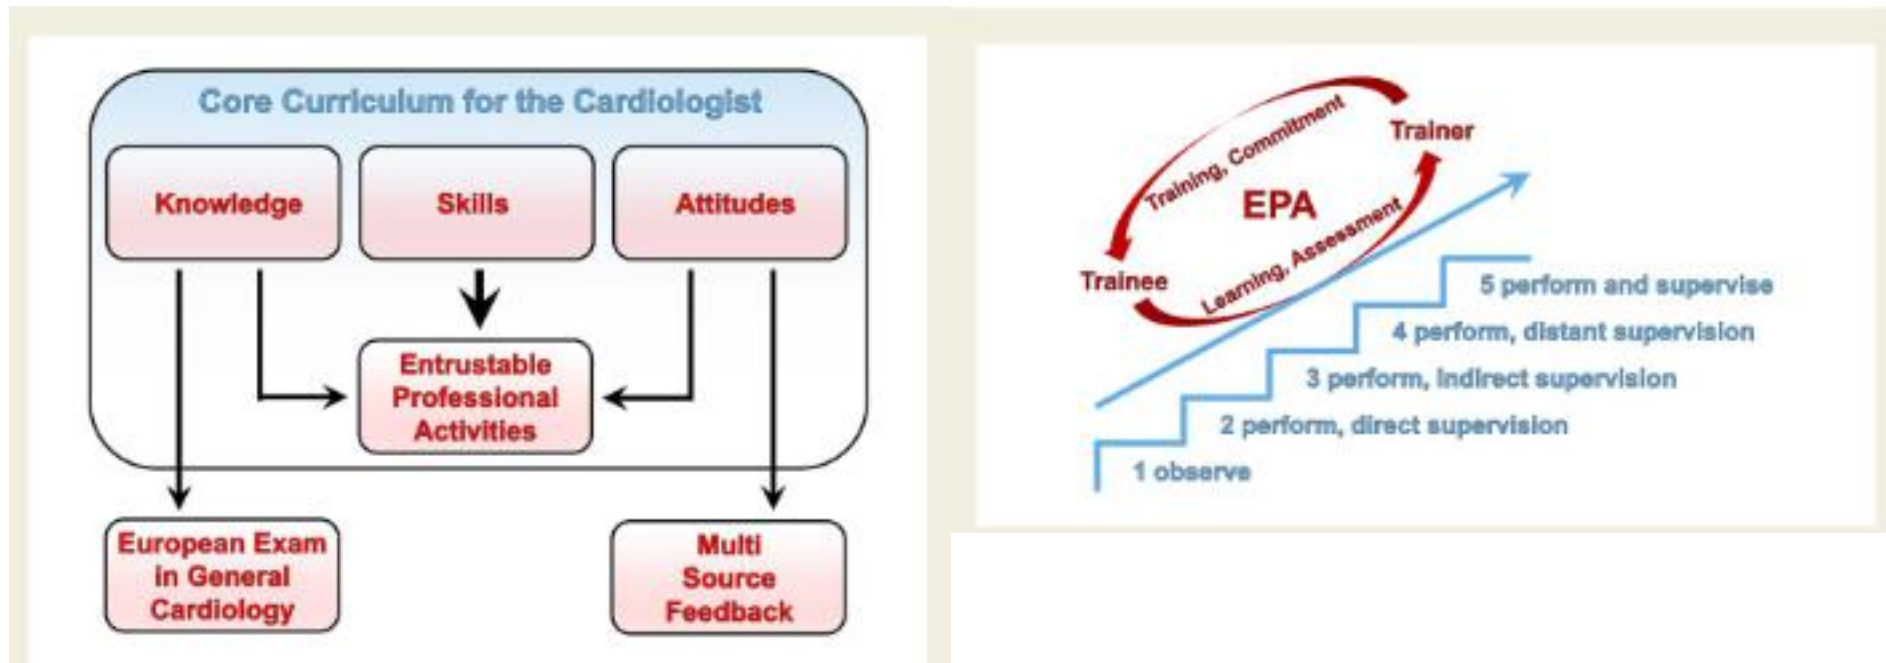 Core Curriculum for the Cardiologist
Knowledge
Skills
Attitudes
Entrustable
Professional
Activities
European Exam
in General
Cardiology
Multi
Source
Feedback
Training, Commitment
Trainer
EPA
Learning, Assessment
Trainee
5 perform and supervise
4 perform, distant supervision
3 perform, indirect supervision
2 perform, direct supervision
1 observe